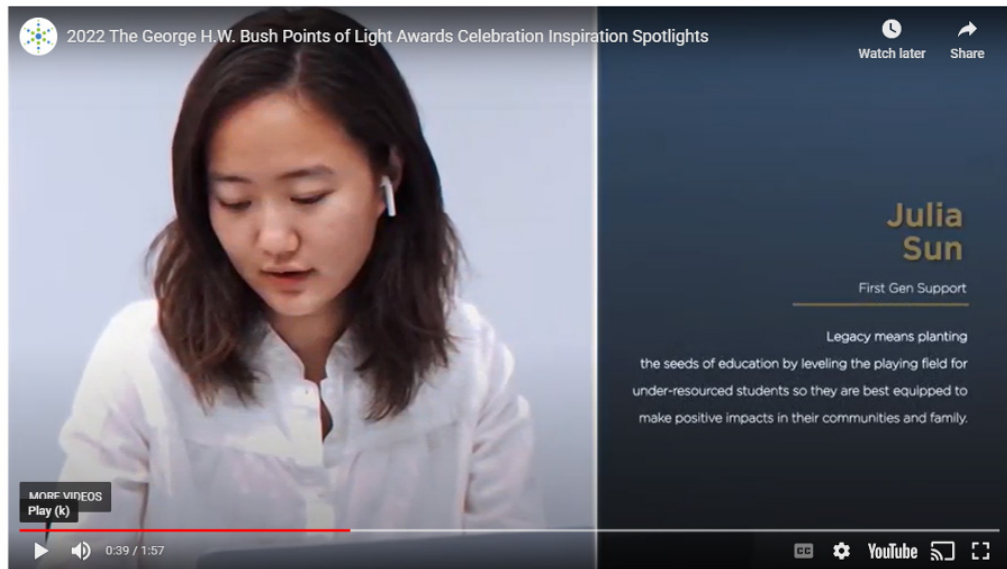 2022 The George H.W. Bush Points of Light Awards Celebration Inspiration Spotlights
Watch later
Share
Julia
Sun
First Gen Support
Legacy means planting
the seeds of education by leveling the playing field for
under-resourced students so they are best equipped to
make positive impacts in their communities and family.
MORE VIDEOS
Play (k)
0:39 / 1:57
CC
YouTube